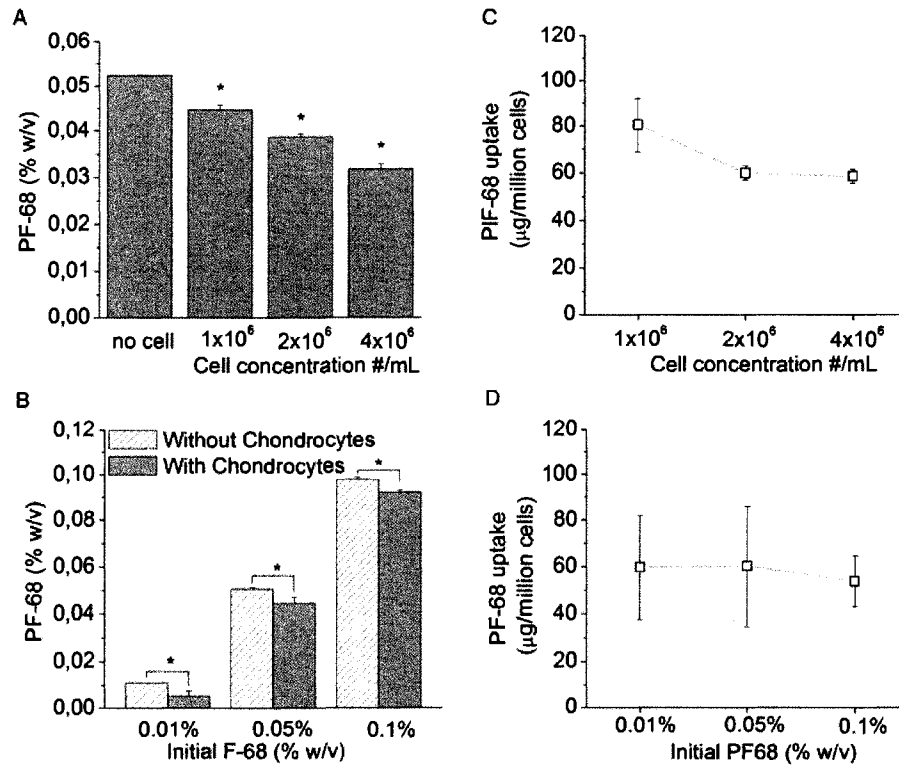 A
PF-68 (% w/v)
0,06
0,05
0,04
0,03
0,02
0,01
0,00
*
*
*
no cell 1x10⁶ 2x10⁶ 4x10⁶
Cell concentration #/mL
C
PIF-68 uptake
(µg/million cells)
120
100
80
60
40
20
0
1x10⁶ 2x10⁶ 4x10⁶
Cell concentration #/mL
B
PF-68 (% w/v)
0,12
0,10
0,08
0,06
0,04
0,02
0,00
Without Chondrocytes
With Chondrocytes
*
*
*
0.01% 0.05% 0.1%
Initial F-68 (% w/v)
D
PF-68 uptake
(µg/million cells)
120
100
80
60
40
20
0
0.01% 0.05% 0.1%
Initial PF68 (% w/v)